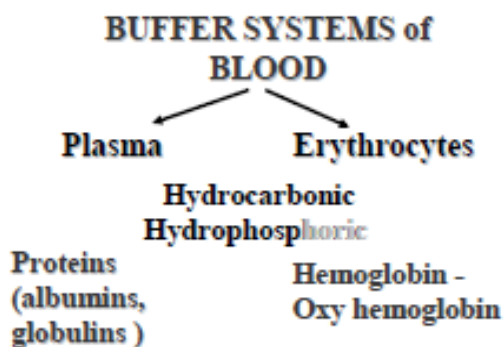 BUFFER SYSTEMS of
BLOOD
Plasma
Erythrocytes
Hydrocarbonic
Hydrophosphoric
Proteins
(albumins,
globulins )
Hemoglobin -
Oxy hemoglobin